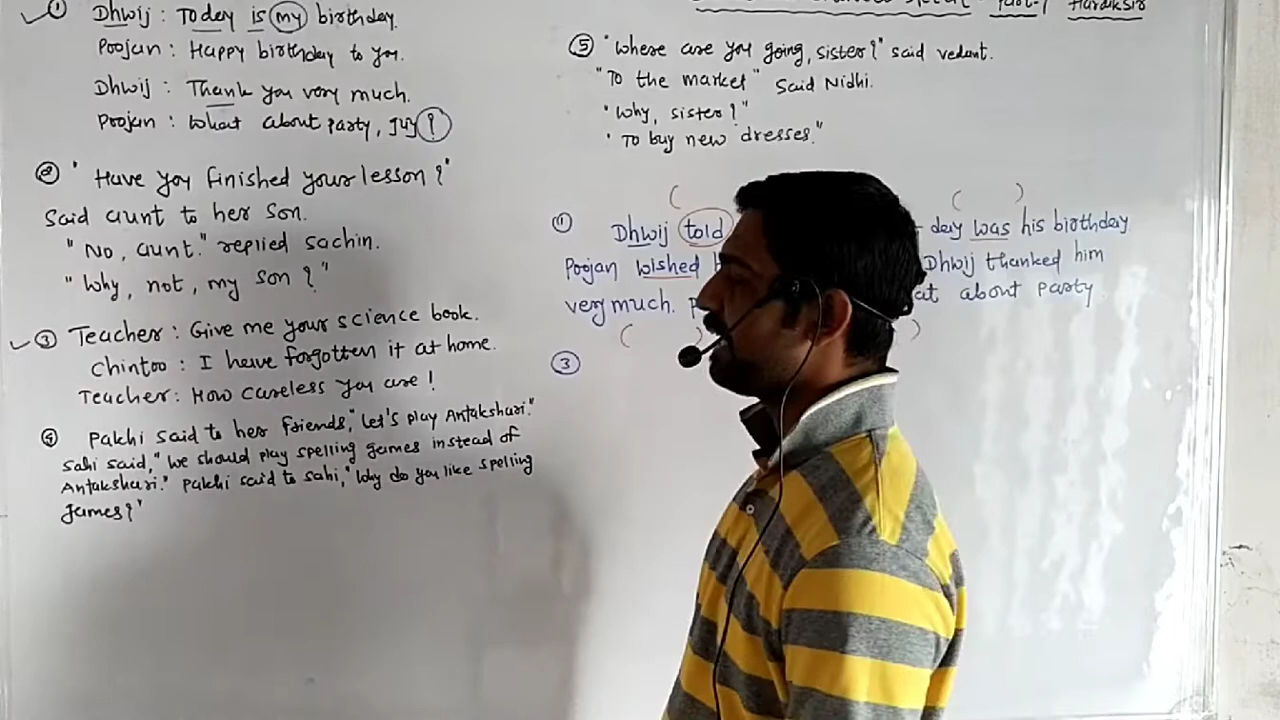 ① Dhwij : Today is my birthday.
Poojan : Happy birthday to you.
Dhwij : Thank you very much.
Poojan : What about party, guy?
② "Have you finished your lesson?"
Said aunt to her son.
"No, aunt." replied sachin.
"Why, not, my son?"
③ Teacher : Give me your science book.
Chintoo : I have forgotten it at home.
Teacher : How careless you are!
④ Pakhi said to her friends, "Let's play Antakshari."
Sahi said, "We should play spelling games instead of
Antakshari." Pakhi said to sahi, "Why do you like spelling
games?"
Part-7 Hardiksir
⑤ "Where are you going, sister?" said vedant.
"To the market" Said Nidhi.
"Why, sister?"
"To buy new dresses."
① Dhwij told day was his birthday.
Poojan wished Dhwij thanked him
very much. about party
③